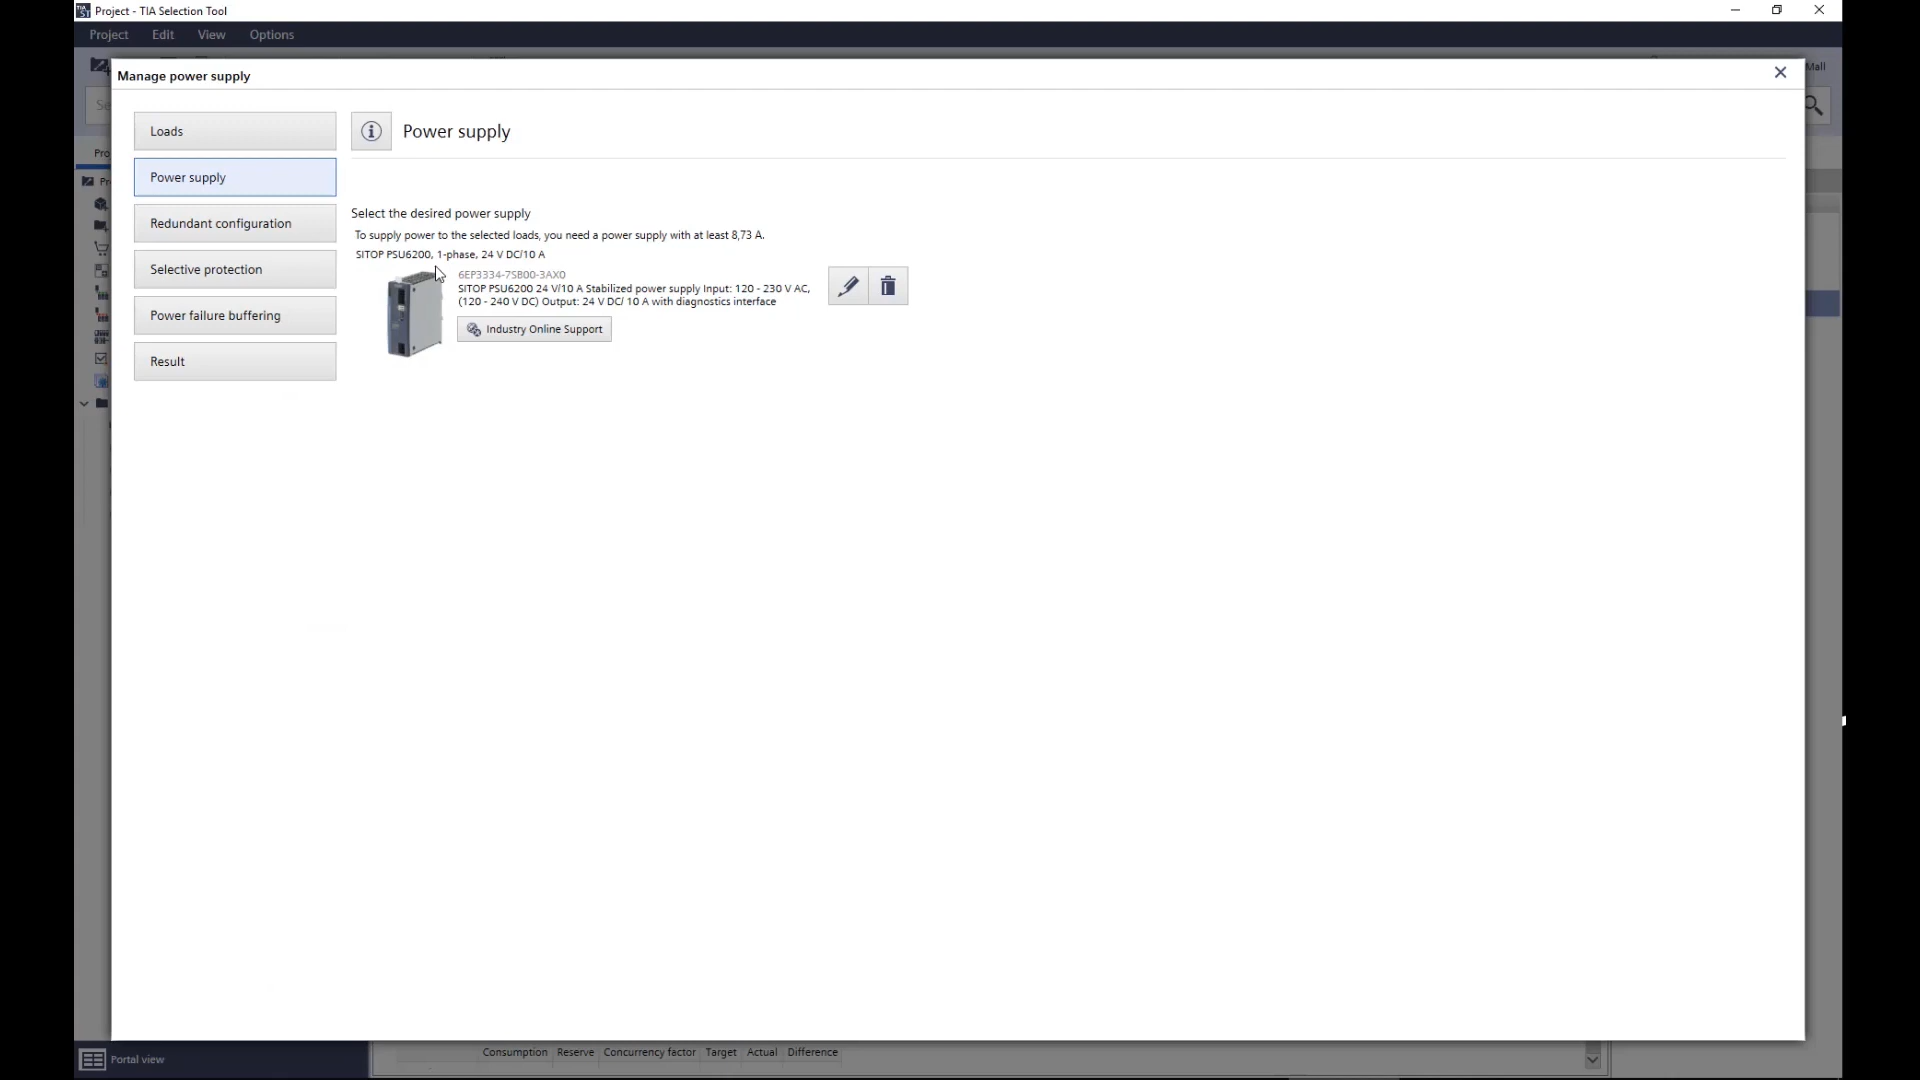 Project - TIA Selection Tool
Project Edit View Options
Mall
Manage power supply
Se
Loads
Power supply
Pro
Power supply
Pr
Redundant configuration
Select the desired power supply
To supply power to the selected loads, you need a power supply with at least 8,73 A.
SITOP PSU6200, 1-phase, 24 V DC/10 A
Selective protection
6EP3334-7SB00-3AX0
SITOP PSU6200 24 V/10 A Stabilized power supply Input: 120 - 230 V AC,
(120 - 240 V DC) Output: 24 V DC/ 10 A with diagnostics interface
Power failure buffering
Industry Online Support
Result
Consumption Reserve Concurrency factor Target Actual Difference
Portal view